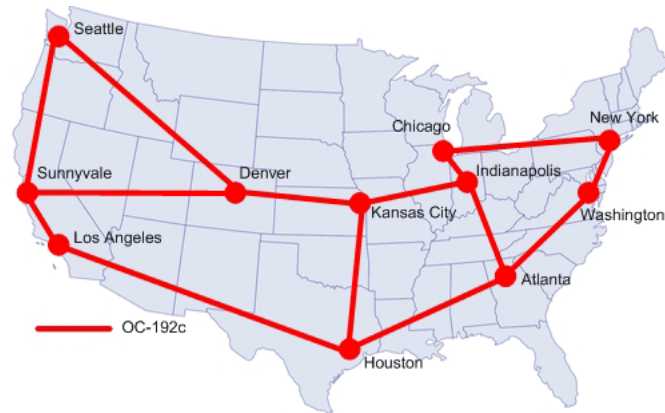 Seattle
New York
Chicago
Indianapolis
Sunnyvale
Denver
Kansas City
Washington
Los Angeles
Atlanta
OC-192c
Houston